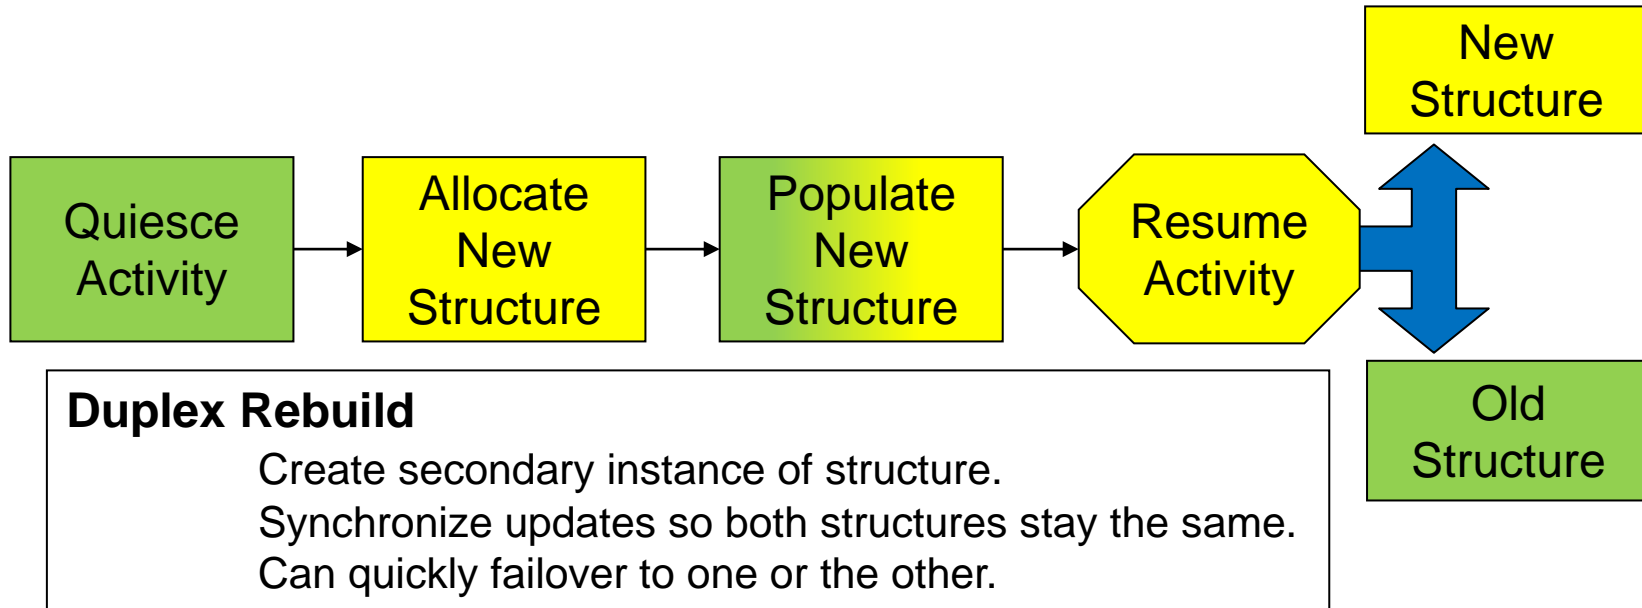 Quiesce
Activity
Allocate
New
Structure
Populate
New
Structure
Resume
Activity
New
Structure
Old
Structure
Duplex Rebuild
Create secondary instance of structure.
Synchronize updates so both structures stay the same.
Can quickly failover to one or the other.